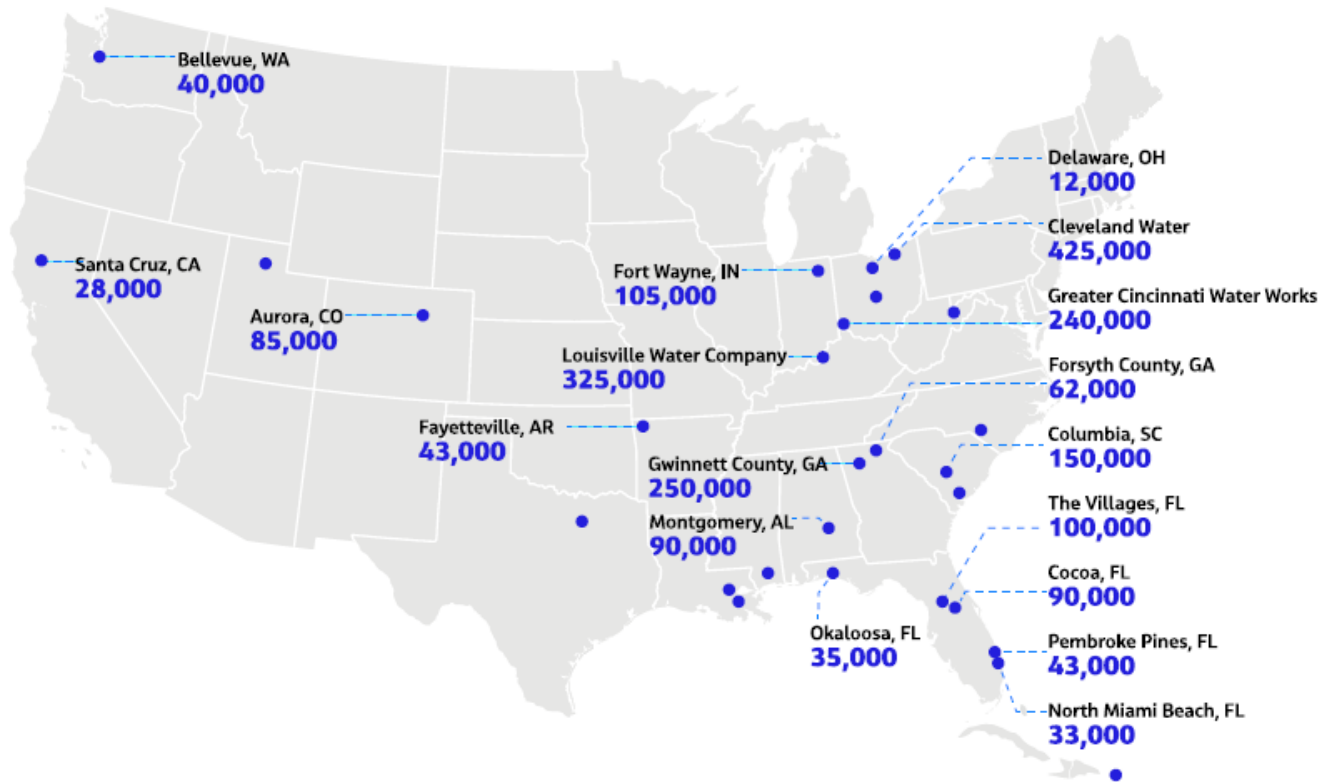 Bellevue, WA
40,000
Santa Cruz, CA
28,000
Aurora, CO
85,000
Fort Wayne, IN
105,000
Louisville Water Company
325,000
Fayetteville, AR
43,000
Gwinnett County, GA
250,000
Montgomery, AL
90,000
Okaloosa, FL
35,000
Delaware, OH
12,000
Cleveland Water
425,000
Greater Cincinnati Water Works
240,000
Forsyth County, GA
62,000
Columbia, SC
150,000
The Villages, FL
100,000
Cocoa, FL
90,000
Pembroke Pines, FL
43,000
North Miami Beach, FL
33,000